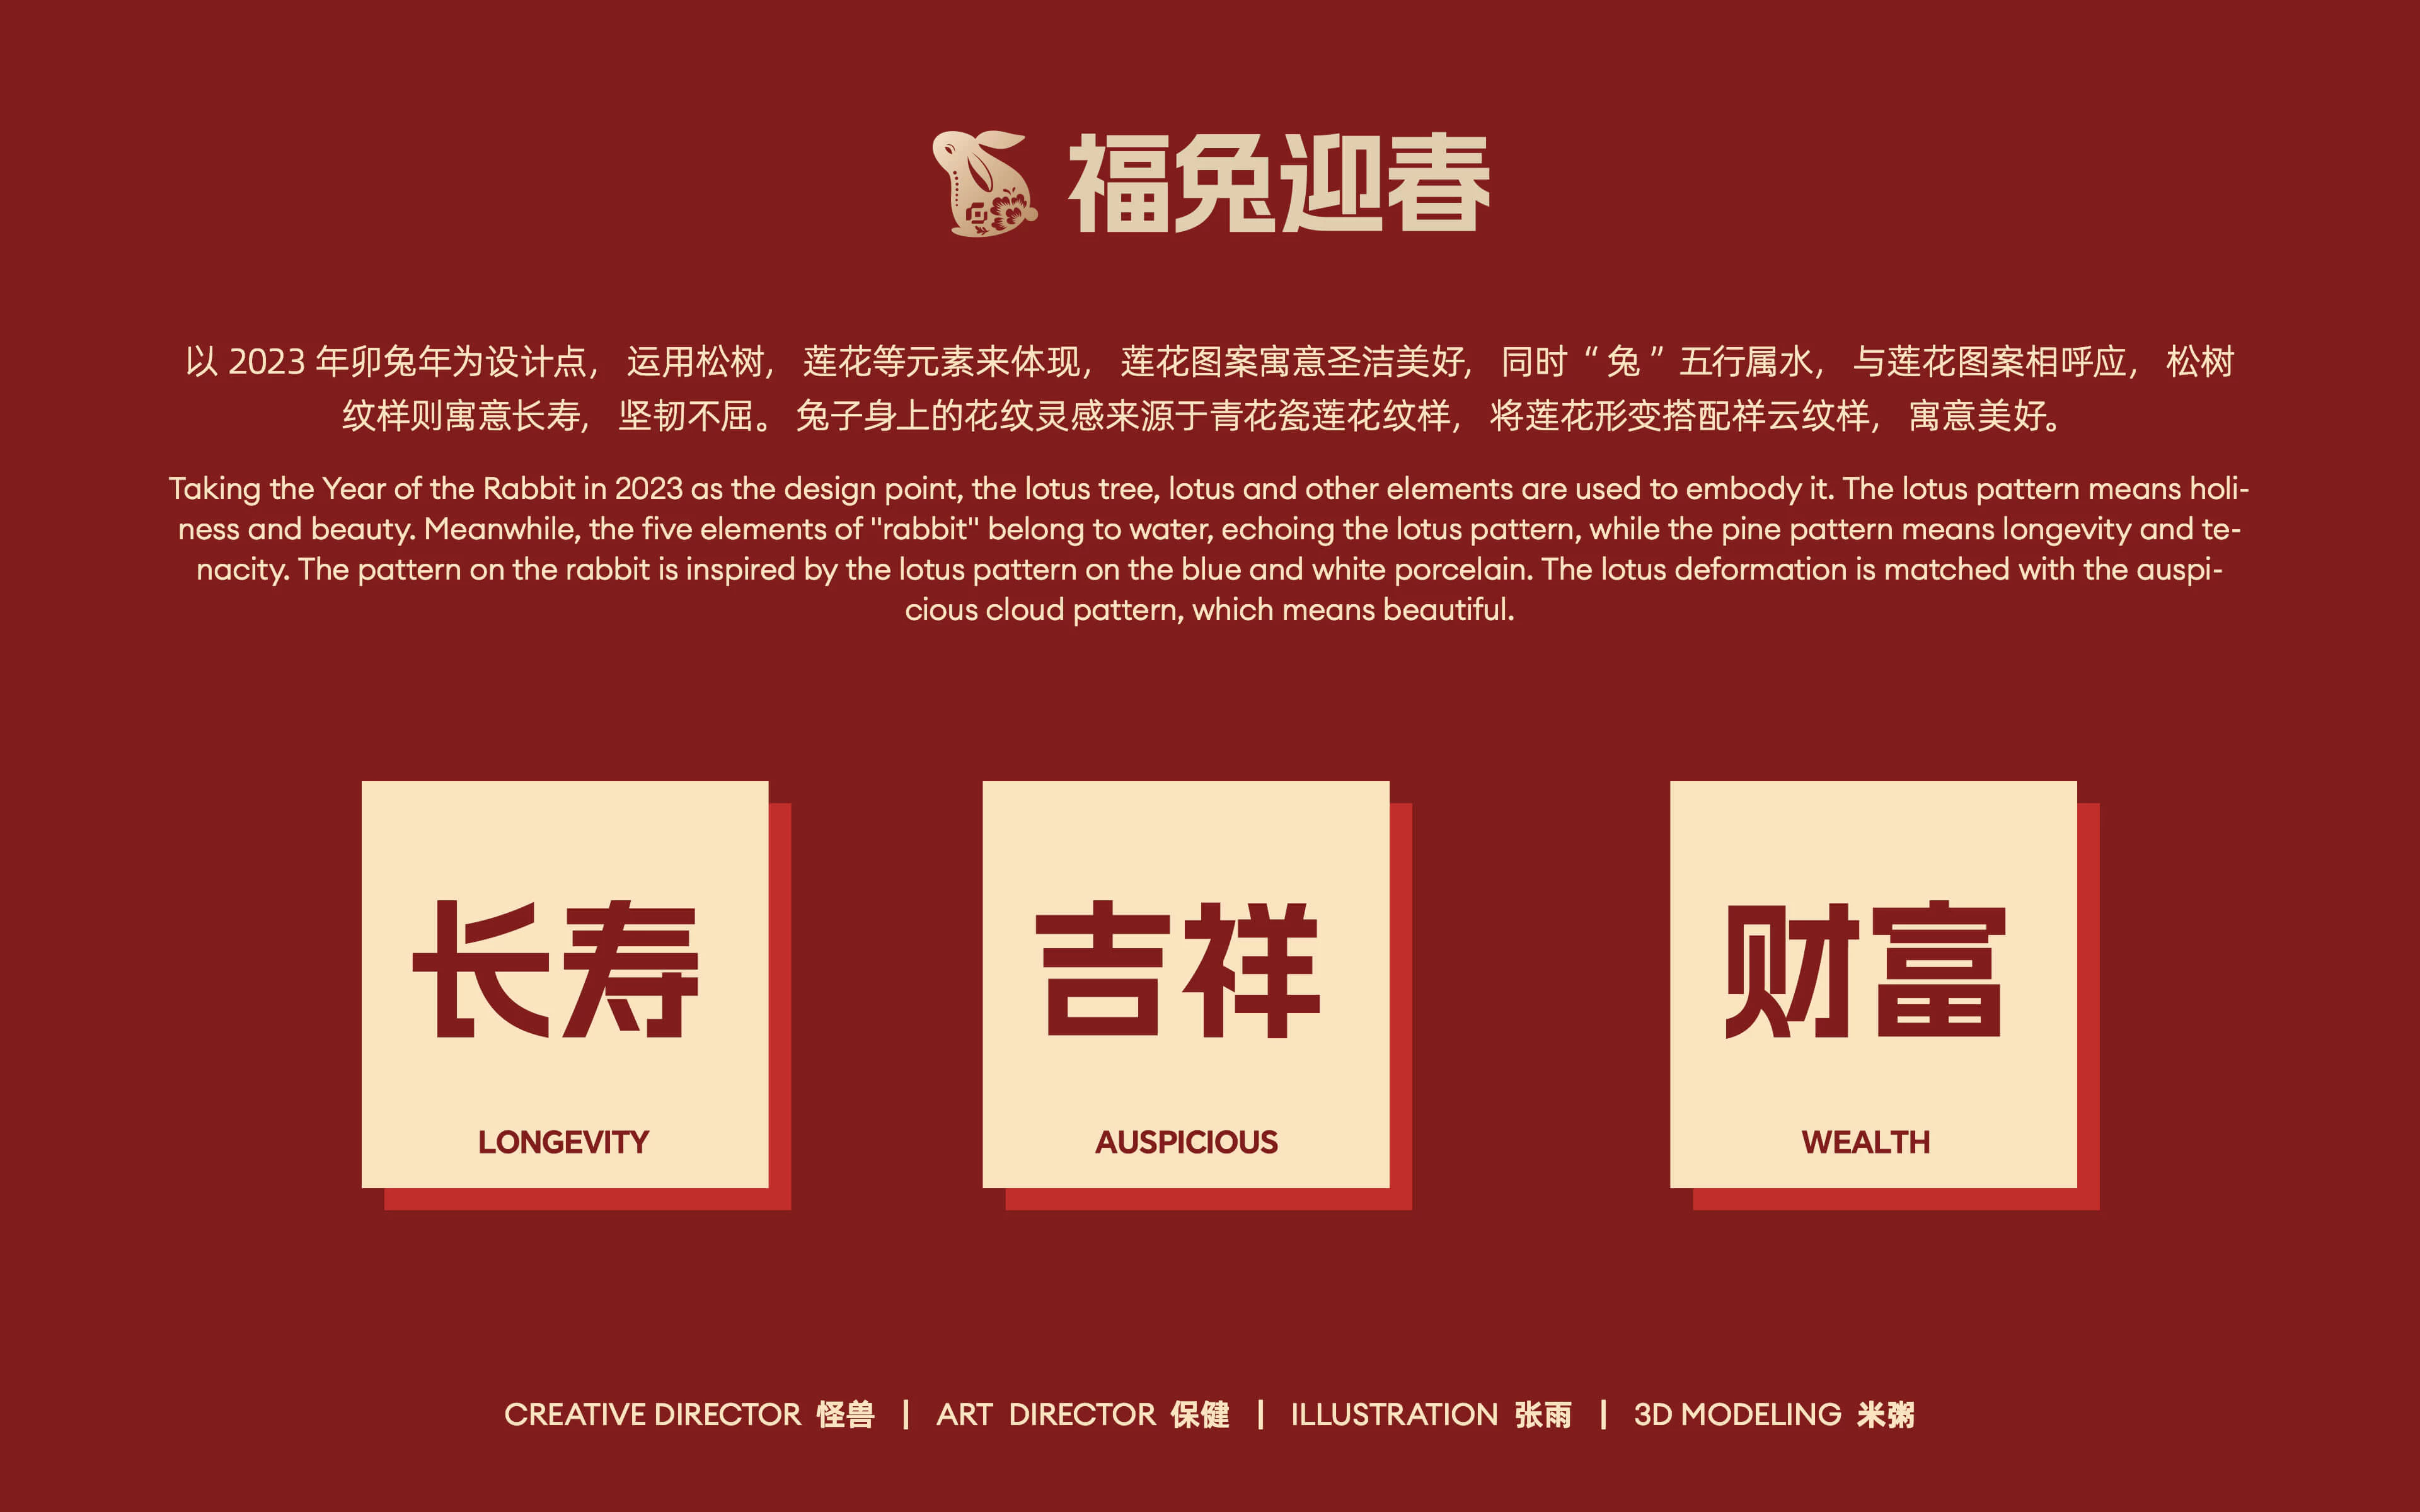 福兔迎春
以 2023 年卯兔年为设计点， 运用松树， 莲花等元素来体现， 莲花图案寓意圣洁美好， 同时“兔”五行属水， 与莲花图案相呼应， 松树
纹样则寓意长寿， 坚韧不屈。兔子身上的花纹灵感来源于青花瓷莲花纹样， 将莲花形变搭配祥云纹样， 寓意美好。
Taking the Year of the Rabbit in 2023 as the design point, the lotus tree, lotus and other elements are used to embody it. The lotus pattern means holi-
ness and beauty. Meanwhile, the five elements of "rabbit" belong to water, echoing the lotus pattern, while the pine pattern means longevity and te-
nacity. The pattern on the rabbit is inspired by the lotus pattern on the blue and white porcelain. The lotus deformation is matched with the auspi-
cious cloud pattern, which means beautiful.
长寿
LONGEVITY
吉祥
AUSPICIOUS
财富
WEALTH
CREATIVE DIRECTOR 怪兽 | ART DIRECTOR 保健 | ILLUSTRATION 张雨 | 3D MODELING 米粥